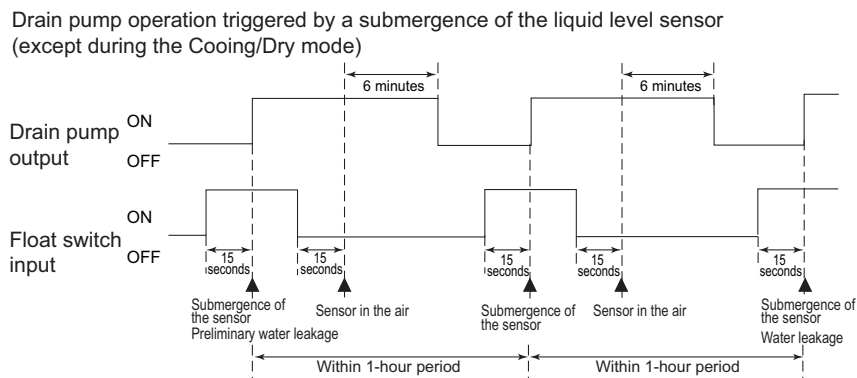 Drain pump operation triggered by a submergence of the liquid level sensor
(except during the Cooing/Dry mode)
6 minutes
6 minutes
Drain pump
output
ON
OFF
Float switch
input
ON
OFF
15
seconds
15
seconds
15
seconds
15
seconds
15
seconds
Submergence of
the sensor
Preliminary water leakage
Sensor in the air
Submergence of
the sensor
Sensor in the air
Submergence of
the sensor
Water leakage
Within 1-hour period
Within 1-hour period